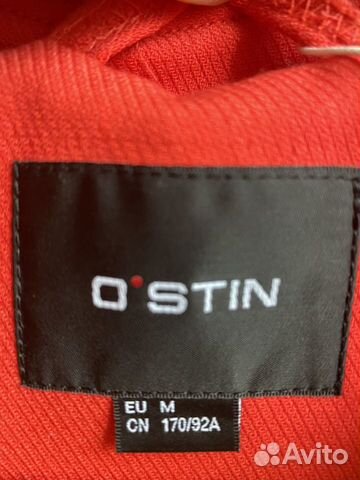 O'STIN
EU M
CN 170/92A
Avito